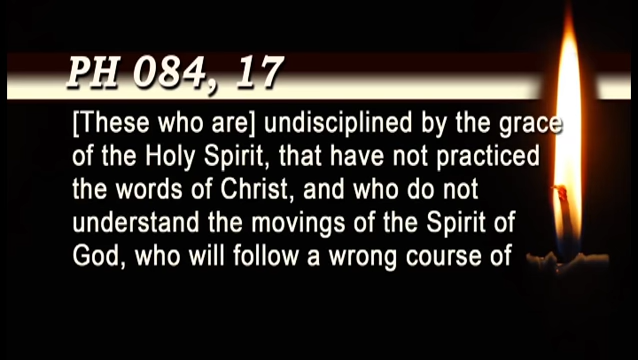 PH 084, 17
[These who are] undisciplined by the grace
of the Holy Spirit, that have not practiced
the words of Christ, and who do not
understand the movings of the Spirit of
God, who will follow a wrong course of